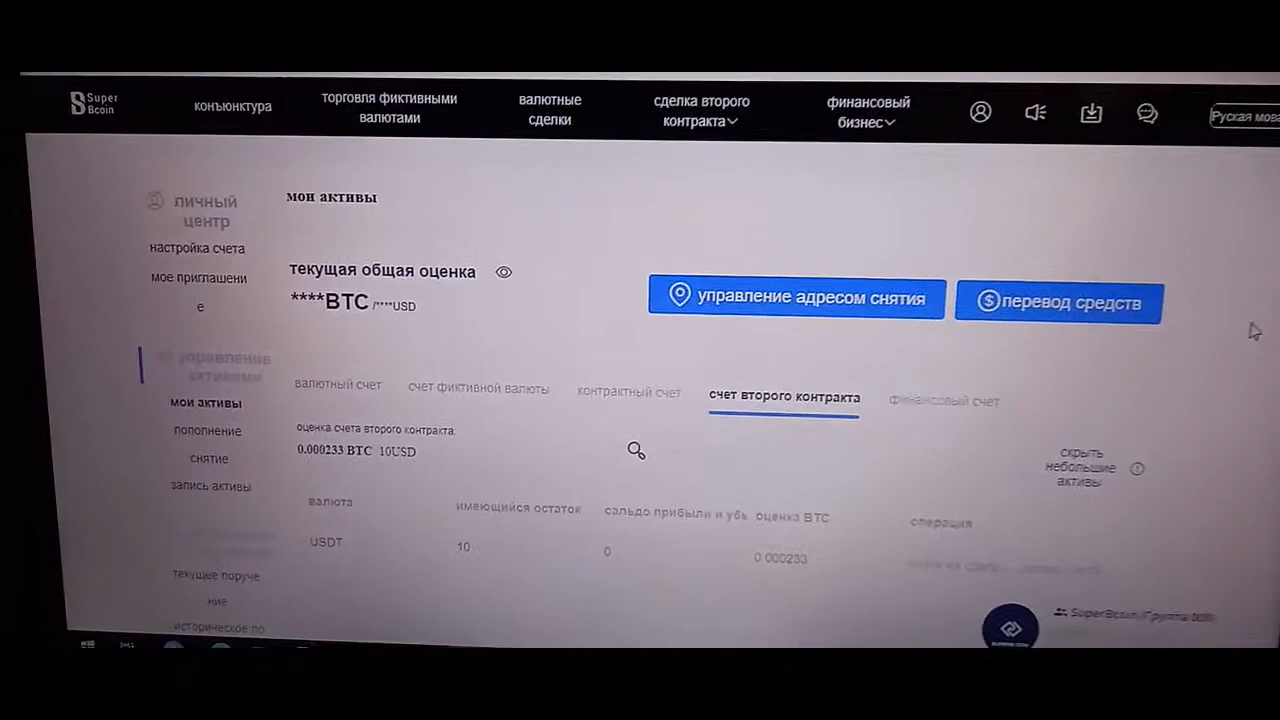 Super
Bcoin
конъюнктура
торговля фиктивными
валютами
валютные
сделки
сделка второго
контракта
финансовый
бизнес
Руская мова
личный
центр
настройка счета
мое приглашени
е
управление
активами
мои активы
пополнение
снятие
запись активы
текущее поруче
ние
историческое по
мои активы
текущая общая оценка
****BTC /****USD
управление адресом снятия
перевод средств
валютный счет
счет фиктивной валюты
контрактный счет
счет второго контракта
финансовый счет
оценка счета второго контракта.
0.000233 BTC 10USD
скрыть
небольшие
активы
валюта
имеющийся остаток
сальдо прибыли и убь
оценка BTC
операция
USDT
10
0
0.000233
SuperBcoin